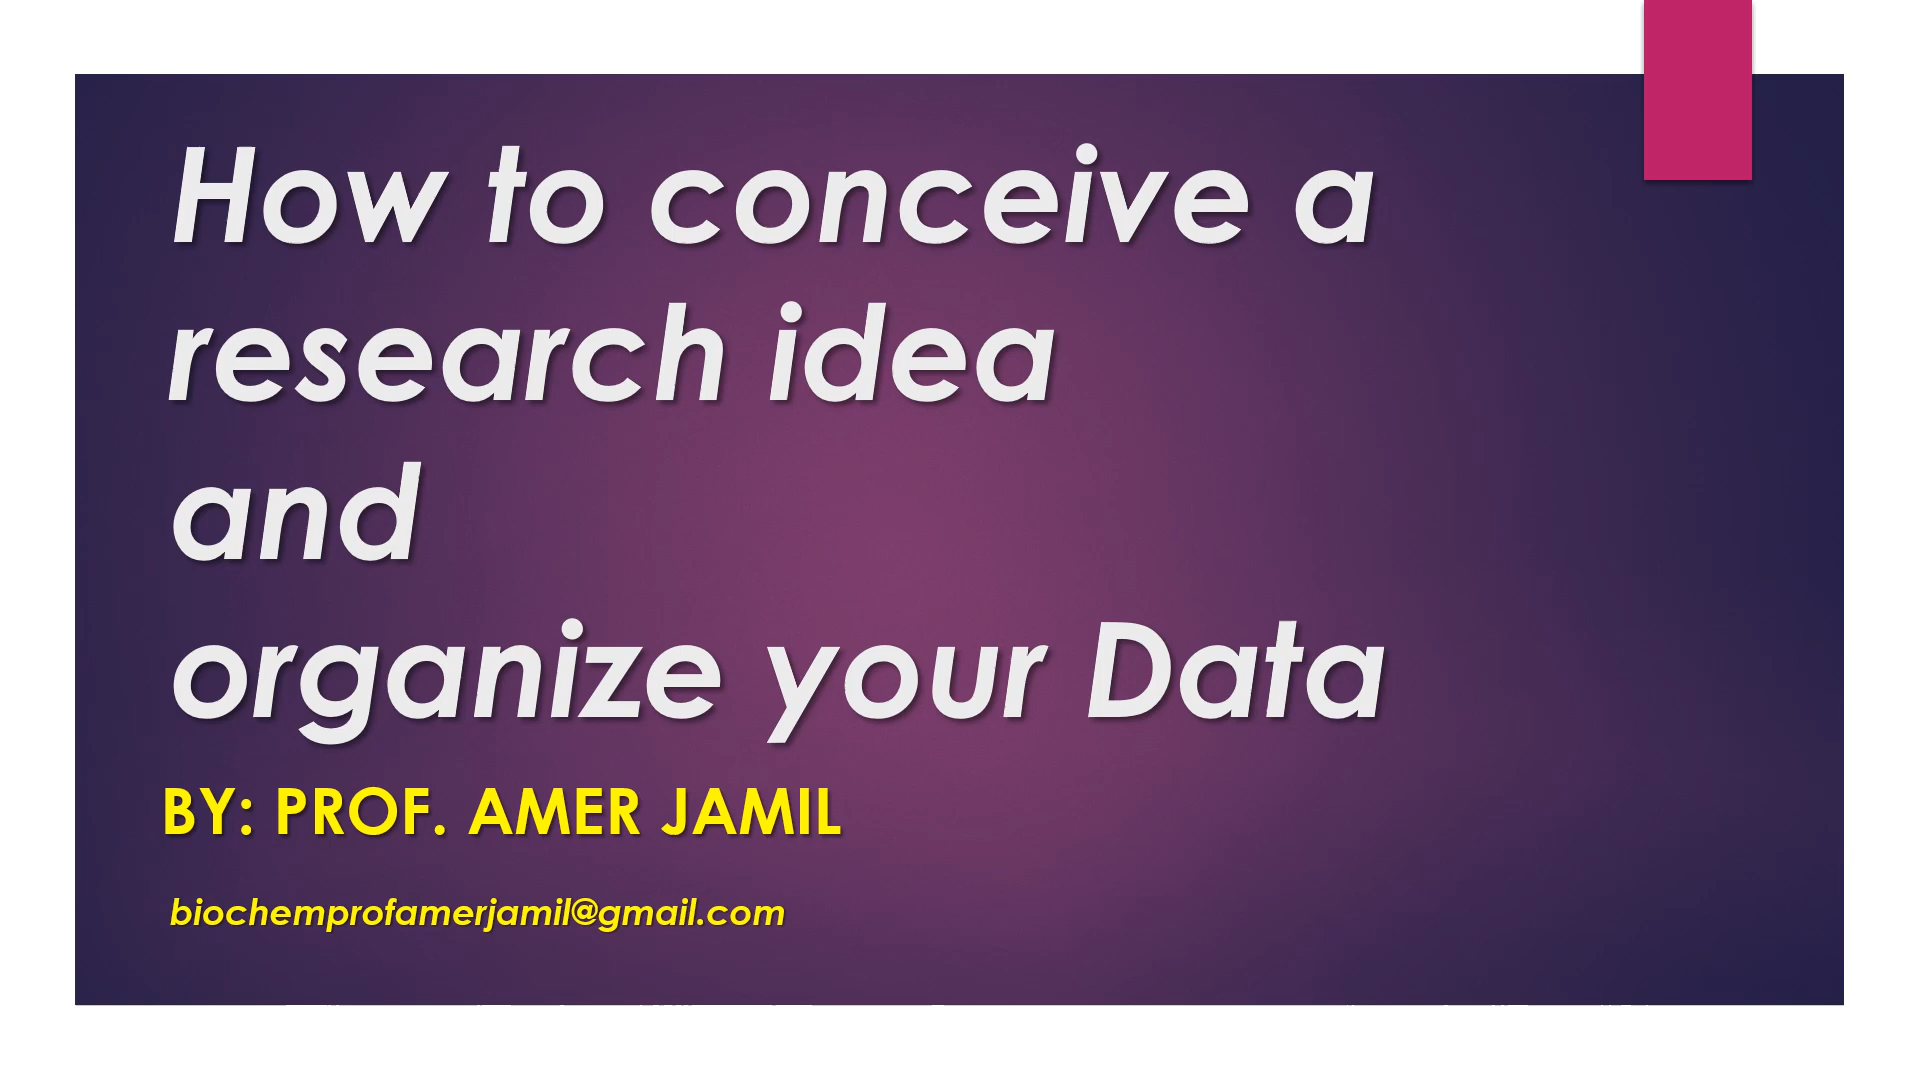 How to conceive a
research idea
and
organize your Data
BY: PROF. AMER JAMIL
biochemprofamerjamil@gmail.com